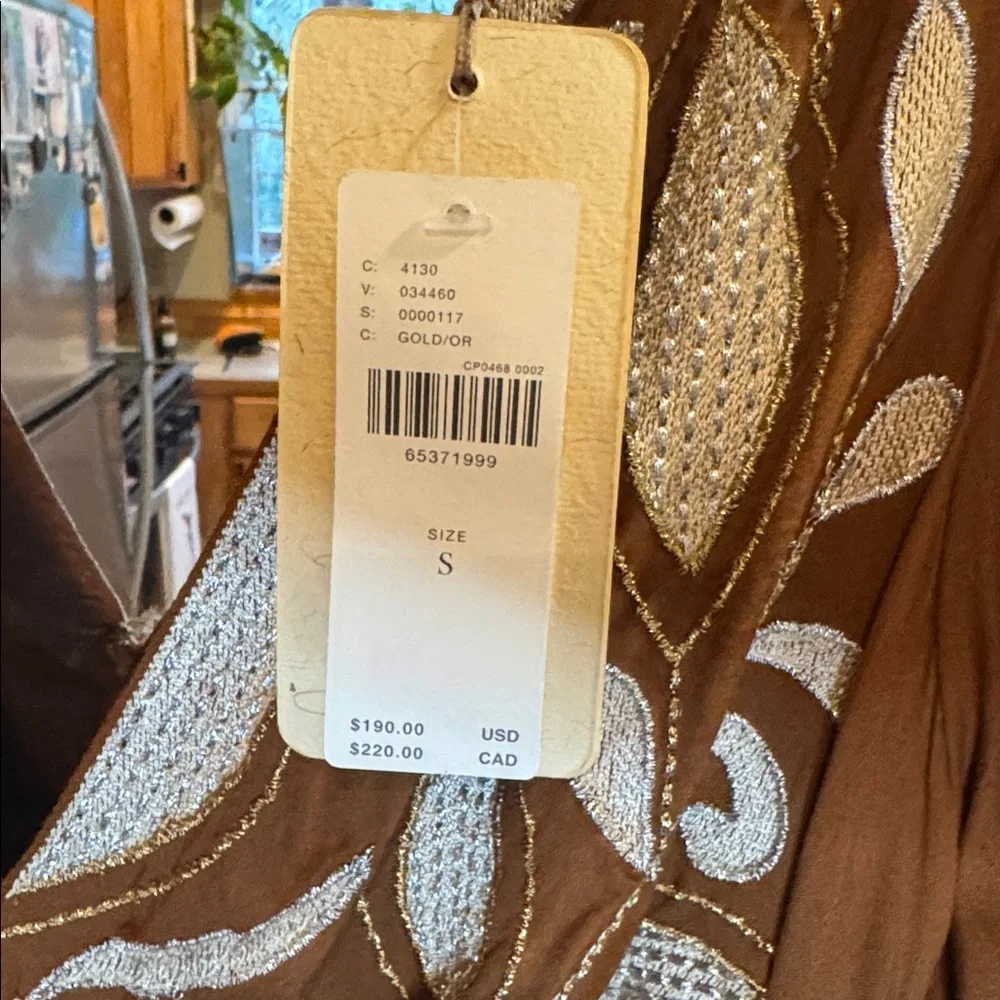 C: 4130
V: 034460
S: 0000117
C: GOLD/OR
CP0468 0002
65371999
SIZE
S
$190.00 USD
$220.00 CAD